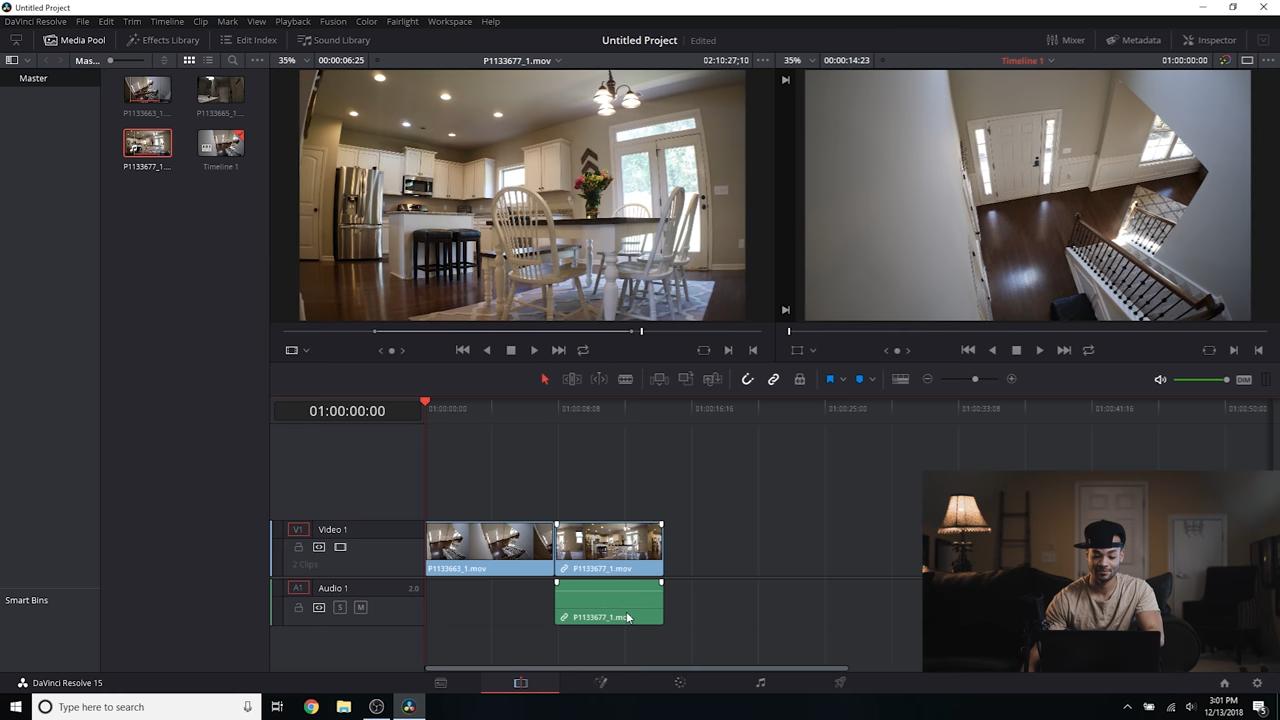 Untitled Project
DaVinci Resolve File Edit Trim Timeline Clip Mark View Playback Fusion Color Fairlight Workspace Help
Media Pool Effects Library Edit Index Sound Library Untitled Project Edited Mixer Metadata Inspector
Mas... 35% 00:00:06:25 P1133677_1.mov 02:10:27;10 35% 00:00:14:23 Timeline 1 01:00:00:00
Master
P1133663_1... P1133665_1...
P1133677_1... Timeline 1
DIM
01:00:00:00 01:00:00:00 01:00:08:08 01:00:16:16 01:00:25:00 01:00:33:08 01:00:41:16 01:00:50:00
V1 Video 1
2 Clips
P1133663_1.mov P1133677_1.mov
A1 Audio 1 2.0
Smart Bins
S M
P1133677_1.mov
DaVinci Resolve 15
Type here to search
3:01 PM
12/13/2018
5